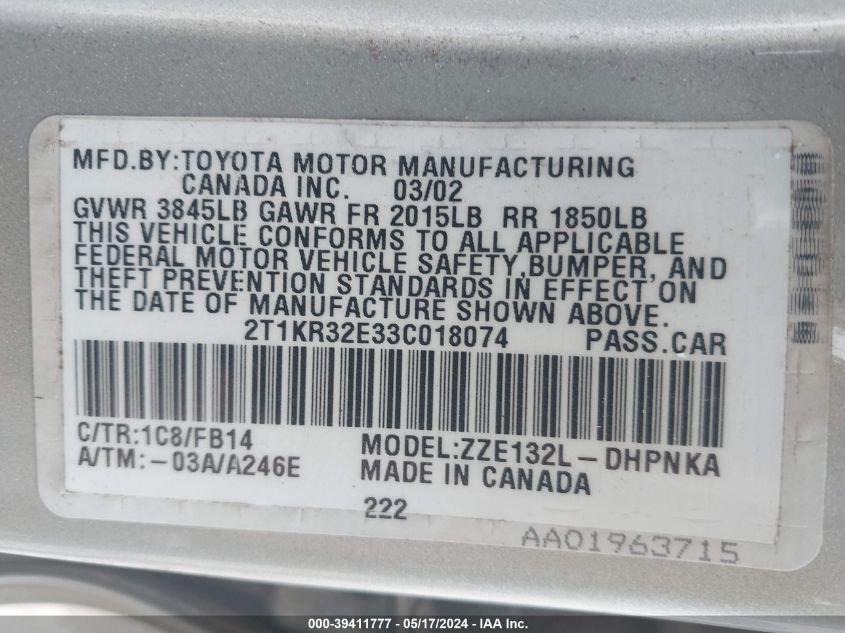 MFD.BY:TOYOTA MOTOR MANUFACTURING
CANADA INC. 03/02
GVWR 3845LB GAWR FR 2015LB RR 1850LB
THIS VEHICLE CONFORMS TO ALL APPLICABLE
FEDERAL MOTOR VEHICLE SAFETY,BUMPER, AND
THEFT PREVENTION STANDARDS IN EFFECT ON
THE DATE OF MANUFACTURE SHOWN ABOVE.
2T1KR32E33C018074 PASS.CAR
C/TR:1C8/FB14 MODEL:ZZE132L-DHPNKA
A/TM:-03A/A246E MADE IN CANADA
222
AA01963715
000-39411777 - 05/17/2024 - IAAI, Inc.